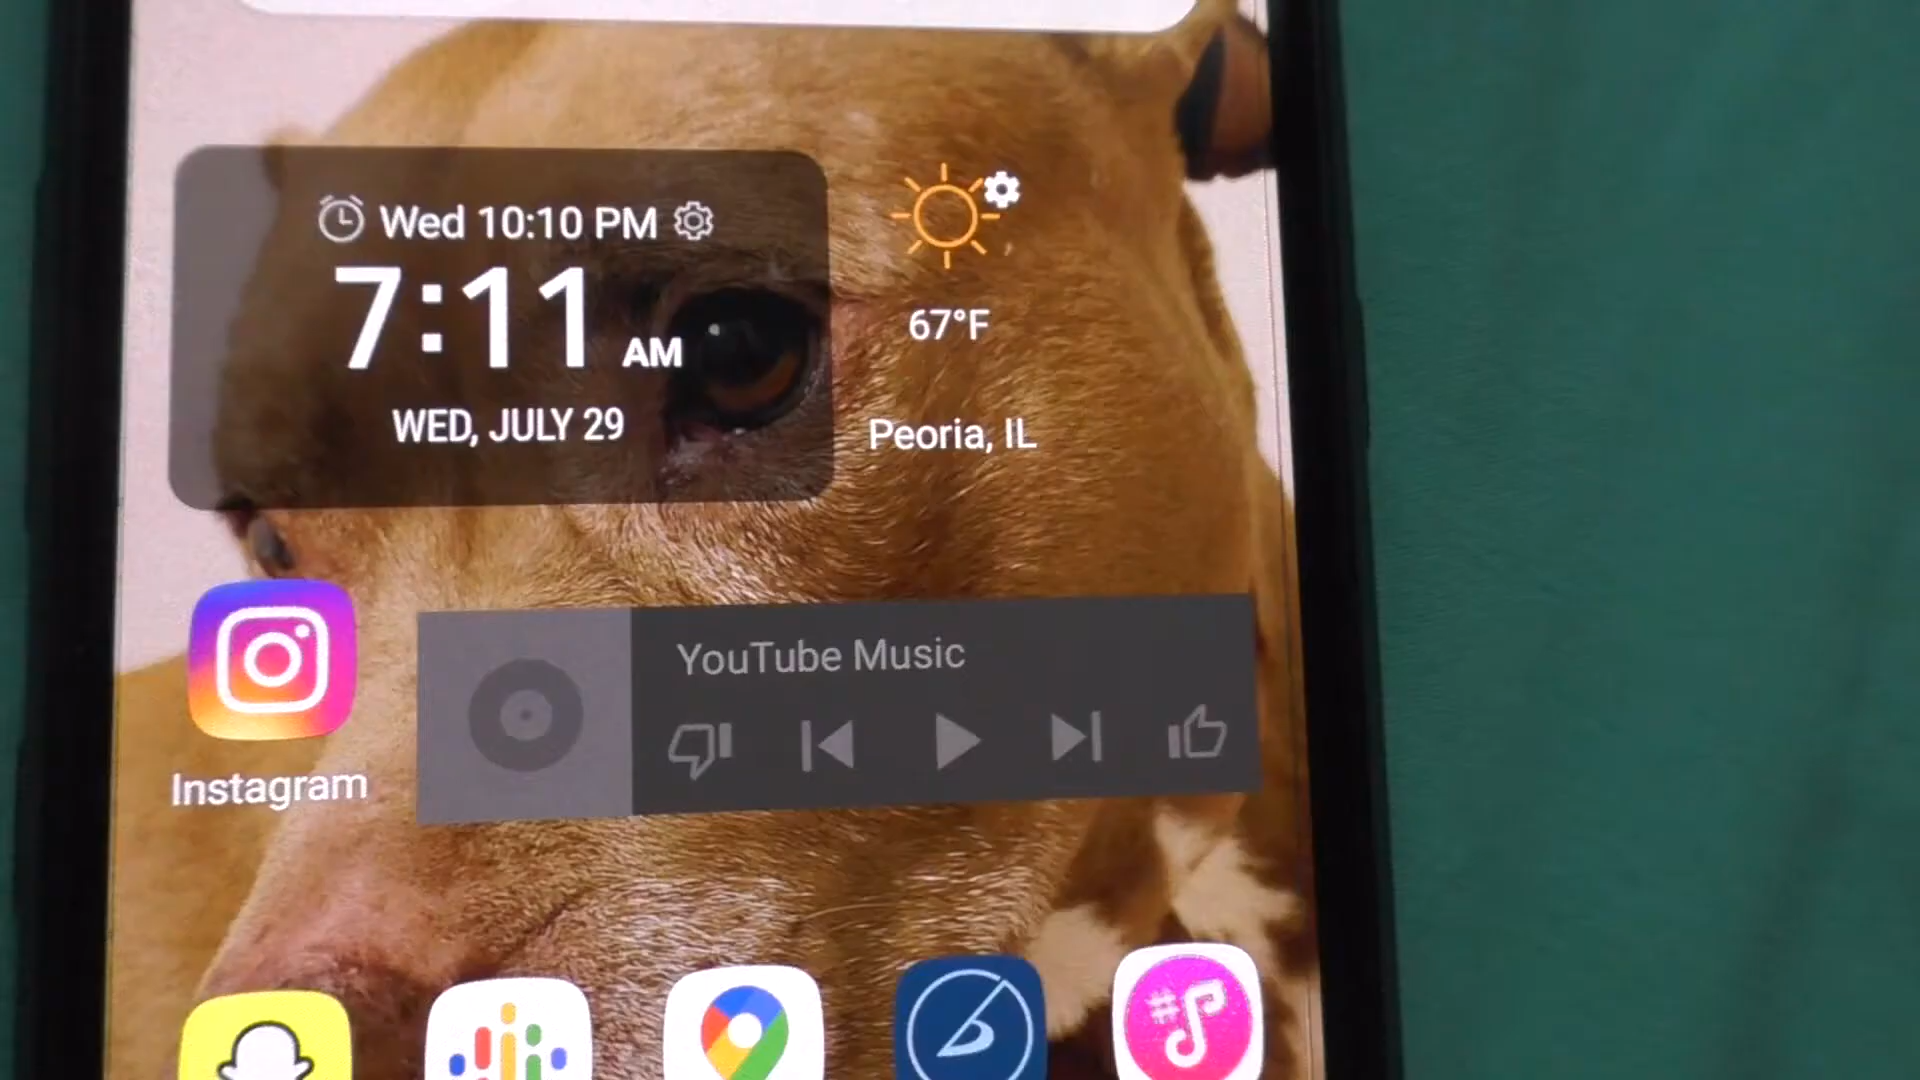 Wed 10:10 PM
7:11 AM
WED, JULY 29
67°F
Peoria, IL
YouTube Music
Instagram
#